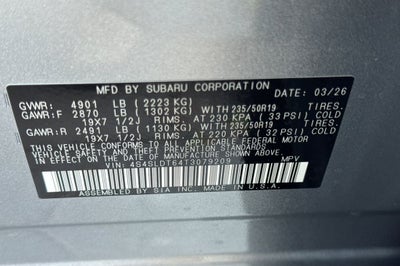 MFD BY SUBARU CORPORATION DATE: 03/26
GVWR: 4901 LB (2223 KG)
GAWR:F 2870 LB (1302 KG) WITH 235/50R19 TIRES.
19X7 1/2J RIMS. AT 230 KPA ( 33 PSI) COLD
GAWR:R 2491 LB (1130 KG) WITH 235/50R19 TIRES.
19X7 1/2J RIMS. AT 220 KPA ( 32 PSI) COLD
THIS VEHICLE CONFORMS TO ALL APPLICABLE FEDERAL MOTOR
VEHICLE SAFETY STANDARDS IN EFFECT ON THE
DATE OF MANUFACTURE SHOWN ABOVE.
VIN: 4S4SLDT64T3079209 MPV
MADE BY SIA INC. MADE IN U.S.A.